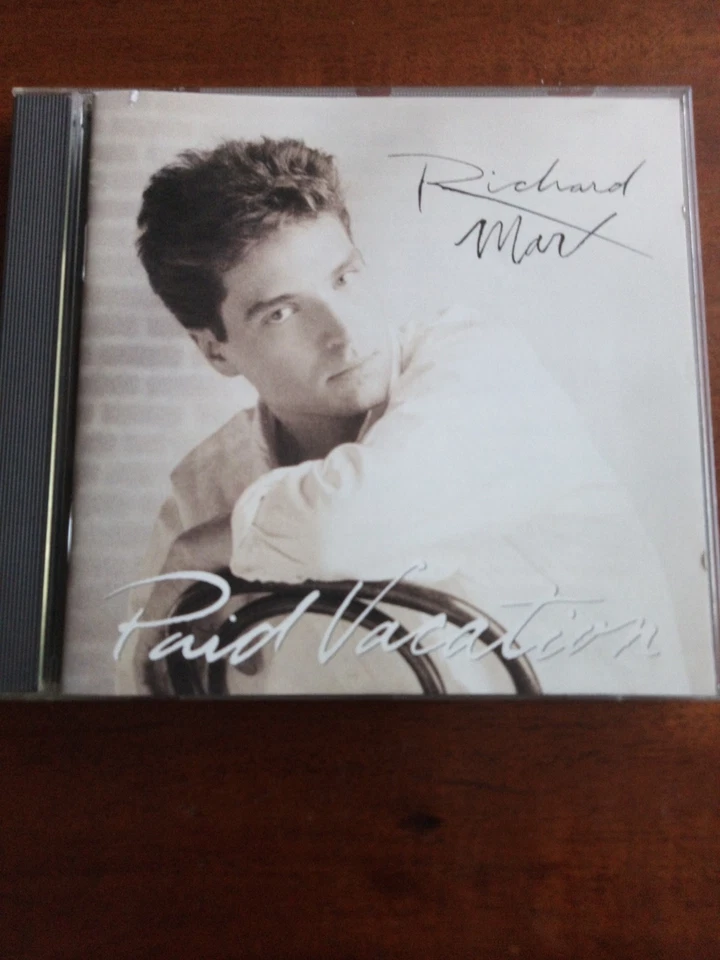 Richard
Marx
Paid Vacation